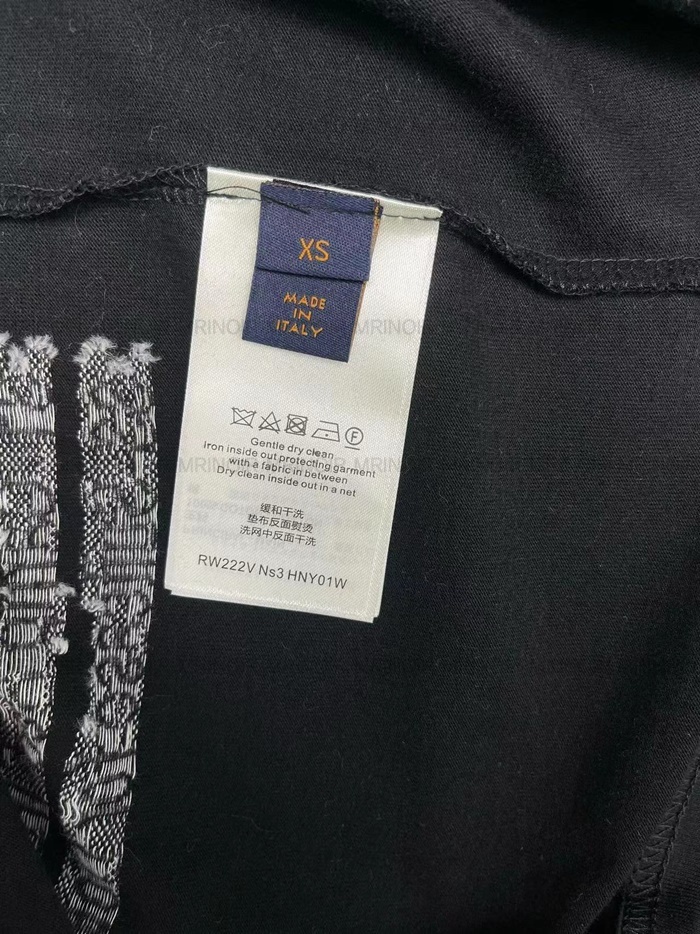 XS
MADE
IN
ITALY
MRINO
F
Gentle dry clean
Iron inside out protecting garment
with a fabric in between
Dry clean inside out in a net
缓和干洗
垫布反面熨烫
洗网中反面干洗
RW222V Ns3 HNY01W